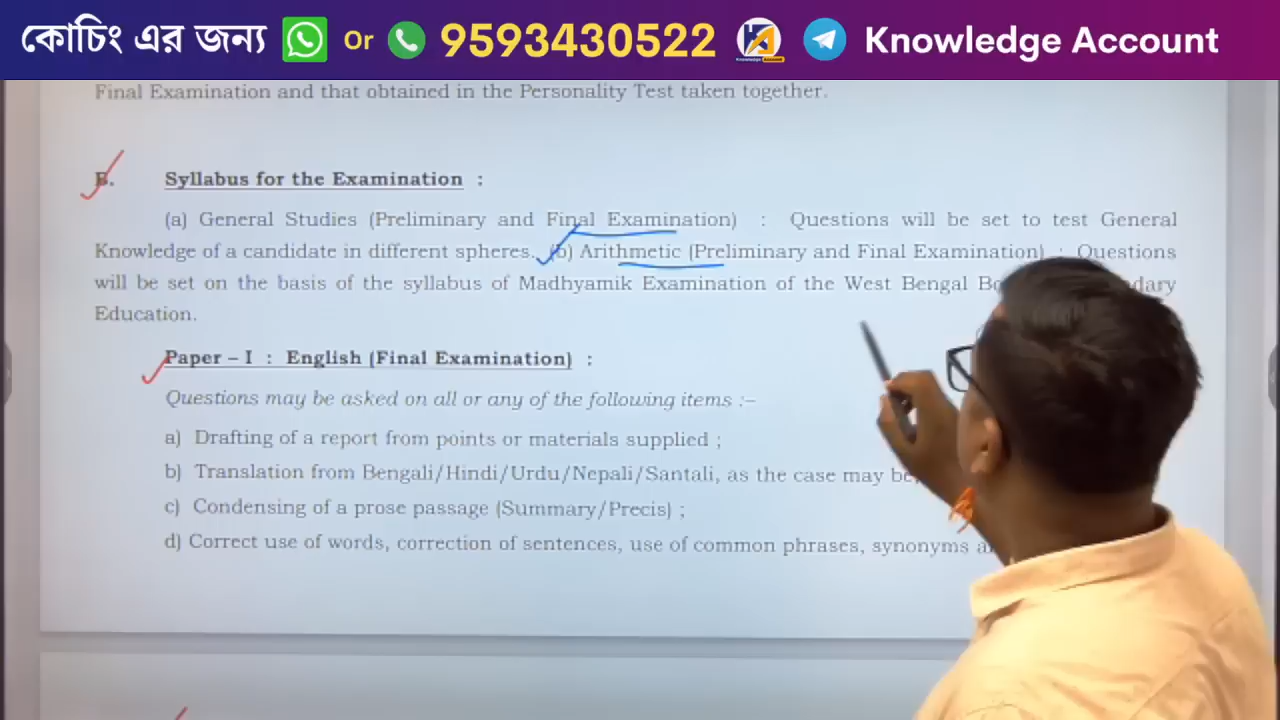 কোচিং এর জন্য Or 9593430522 Knowledge Account
Knowledge Account
Final Examination and that obtained in the Personality Test taken together.
B. Syllabus for the Examination :
(a) General Studies (Preliminary and Final Examination) : Questions will be set to test General
Knowledge of a candidate in different spheres. (b) Arithmetic (Preliminary and Final Examination) : Questions
will be set on the basis of the syllabus of Madhyamik Examination of the West Bengal
Education.
Paper – I : English (Final Examination) :
Questions may be asked on all or any of the following items :–
a) Drafting of a report from points or materials supplied ;
b) Translation from Bengali/Hindi/Urdu/Nepali/Santali, as the case may be,
c) Condensing of a prose passage (Summary/Precis) ;
d) Correct use of words, correction of sentences, use of common phrases, synonyms